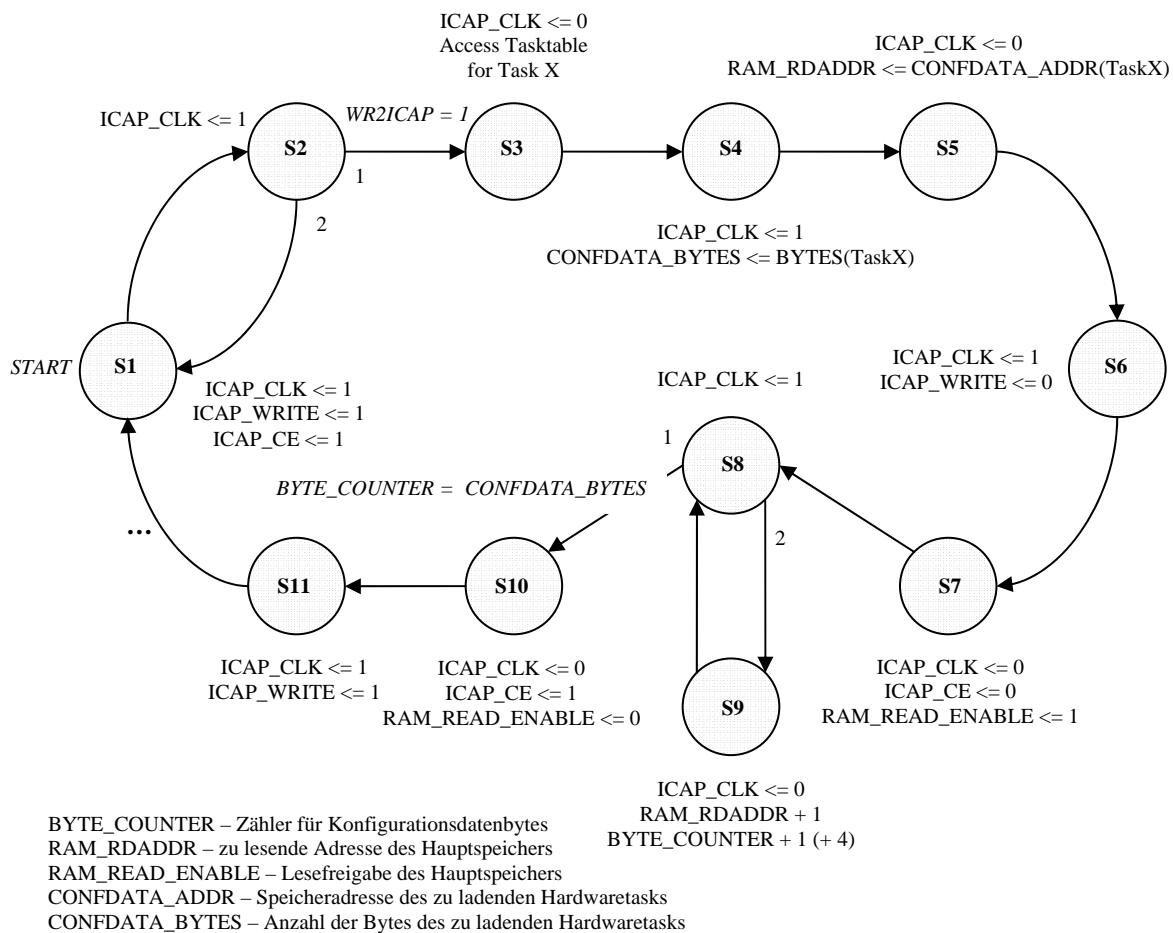 ICAP_CLK <= 0
Access Tasktable
for Task X
ICAP_CLK <= 0
RAM_RDADDR <= CONFDATA_ADDR(TaskX)
ICAP_CLK <= 1
WR2ICAP = 1
S2
S3
S4
S5
1
2
ICAP_CLK <= 1
CONFDATA_BYTES <= BYTES(TaskX)
START
S1
ICAP_CLK <= 1
ICAP_WRITE <= 1
ICAP_CE <= 1
ICAP_CLK <= 1
ICAP_CLK <= 1
ICAP_WRITE <= 0
S6
1
S8
BYTE_COUNTER = CONFDATA_BYTES
2
...
S11
S10
S7
ICAP_CLK <= 1
ICAP_WRITE <= 1
ICAP_CLK <= 0
ICAP_CE <= 1
RAM_READ_ENABLE <= 0
S9
ICAP_CLK <= 0
ICAP_CE <= 0
RAM_READ_ENABLE <= 1
ICAP_CLK <= 0
RAM_RDADDR + 1
BYTE_COUNTER + 1 (+ 4)
BYTE_COUNTER – Zähler für Konfigurationsdatenbytes
RAM_RDADDR – zu lesende Adresse des Hauptspeichers
RAM_READ_ENABLE – Lesefreigabe des Hauptspeichers
CONFDATA_ADDR – Speicheradresse des zu ladenden Hardwaretasks
CONFDATA_BYTES – Anzahl der Bytes des zu ladenden Hardwaretasks